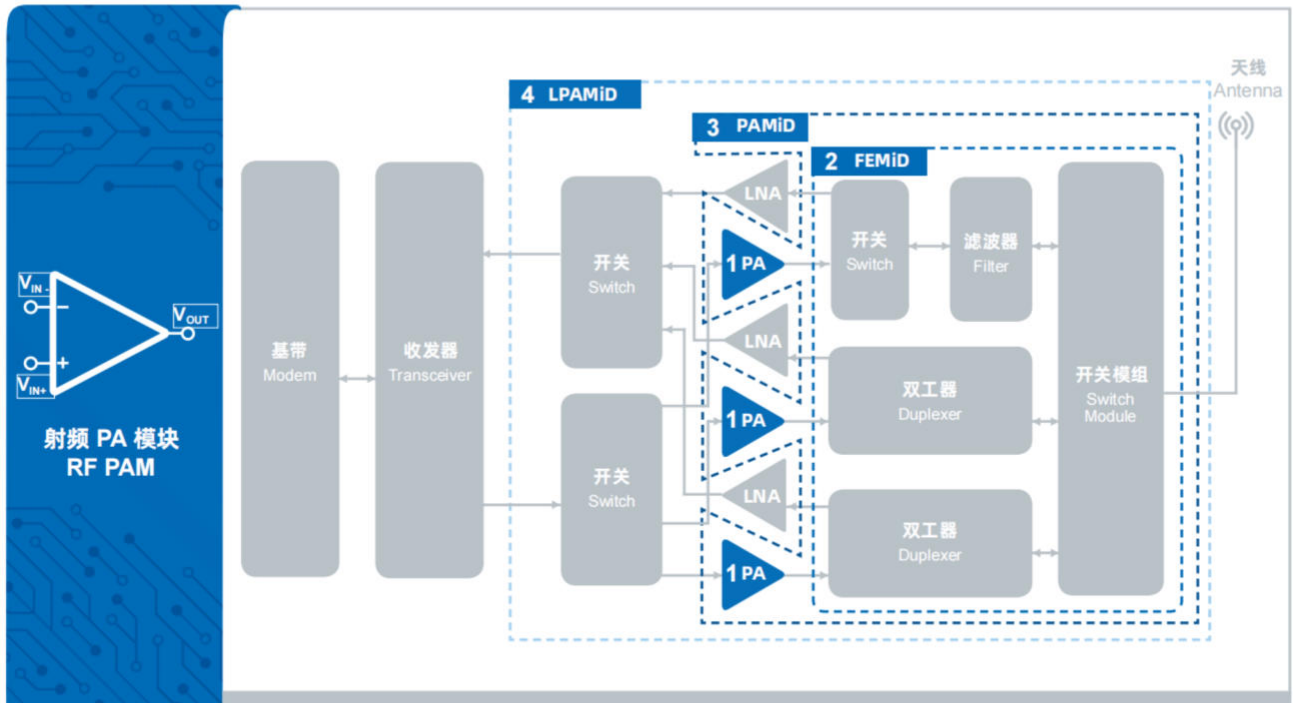 V_IN -
−
V_OUT
+
V_IN+
射频 PA 模块
RF PAM
基带
Modem
收发器
Transceiver
4 LPAMiD
3 PAMiD
2 FEMiD
天线
Antenna
开关
Switch
开关
Switch
LNA
1 PA
LNA
1 PA
LNA
1 PA
开关
Switch
滤波器
Filter
双工器
Duplexer
双工器
Duplexer
开关模组
Switch
Module